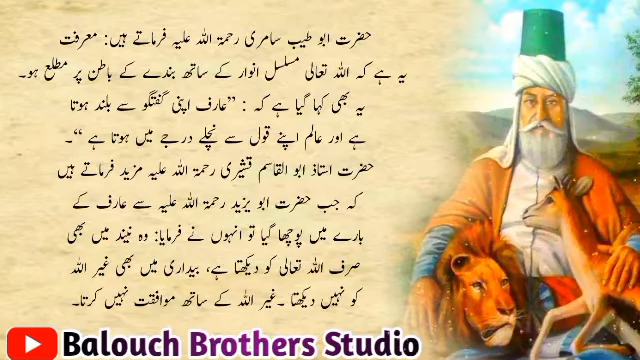 حضرت ابو طیب سامری رحمۃ اللہ علیہ فرماتے ہیں: معرفت
یہ ہے کہ اللہ تعالی مسلسل انوار کے ساتھ بندے کے باطن پر مطلع ہو۔
یہ بھی کہا گیا ہے کہ : ”عارف اپنی گفتگو سے بلند ہوتا
ہے اور عالم اپنے قول سے نچلے درجے میں ہوتا ہے “۔
حضرت استاذ ابو القاسم قشیری رحمۃ اللہ علیہ مزید فرماتے ہیں
کہ جب حضرت ابو یزید رحمۃ اللہ علیہ سے عارف کے
بارے میں پوچھا گیا تو انہوں نے فرمایا: وہ نیند میں بھی
صرف اللہ تعالی کو دیکھتا ہے، بیداری میں بھی غیر اللہ
کو نہیں دیکھتا ۔غیر اللہ کے ساتھ موافقت نہیں کرتا۔
Balouch Brothers Studio